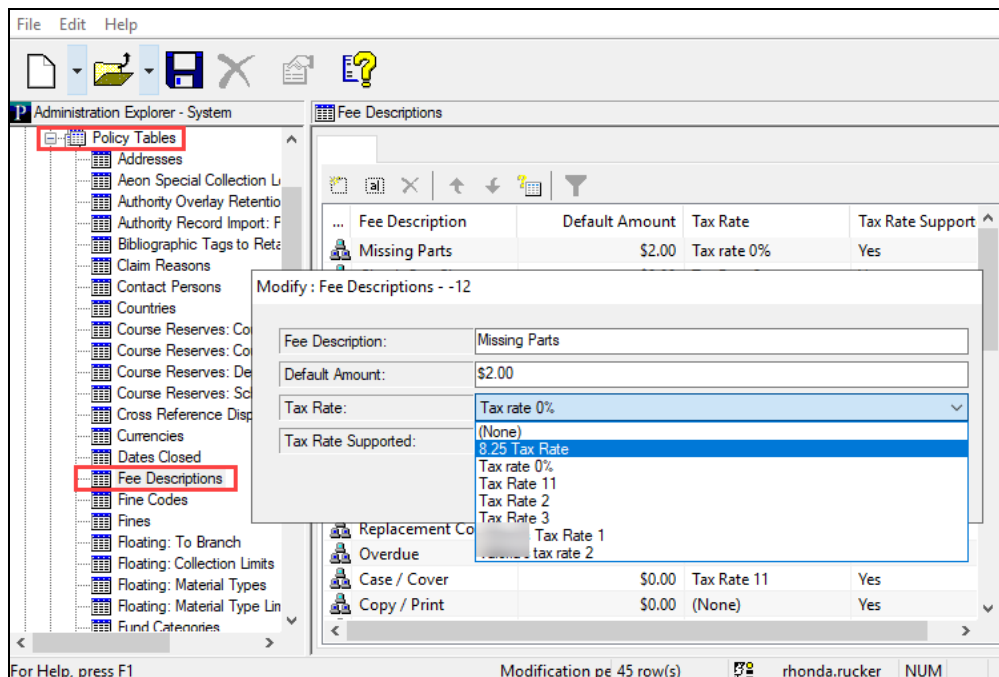 File Edit Help
Administration Explorer - System
Fee Descriptions
Policy Tables
Addresses
Aeon Special Collection
Authority Overlay Retentio
Authority Record Import: F
Bibliographic Tags to Reta
Claim Reasons
Contact Persons
Countries
Course Reserves: Co
Course Reserves: Co
Course Reserves: De
Course Reserves: Sch
Cross Reference Disp
Currencies
Dates Closed
Fee Descriptions
Fine Codes
Fines
Floating: To Branch
Floating: Collection Limits
Floating: Material Types
Floating: Material Type Lin
Fund Categories
... Fee Description Default Amount Tax Rate Tax Rate Support
Missing Parts $2.00 Tax rate 0% Yes
Modify : Fee Descriptions - -12
Fee Description: Missing Parts
Default Amount: $2.00
Tax Rate: Tax rate 0%
Tax Rate Supported:
(None)
8.25 Tax Rate
Tax rate 0%
Tax Rate 11
Tax Rate 2
Tax Rate 3
Tax Rate 1
tax rate 2
Replacement Co
Overdue
Case / Cover $0.00 Tax Rate 11 Yes
Copy / Print $0.00 (None) Yes
For Help, press F1 Modification pe 45 row(s) rhonda.rucker NUM